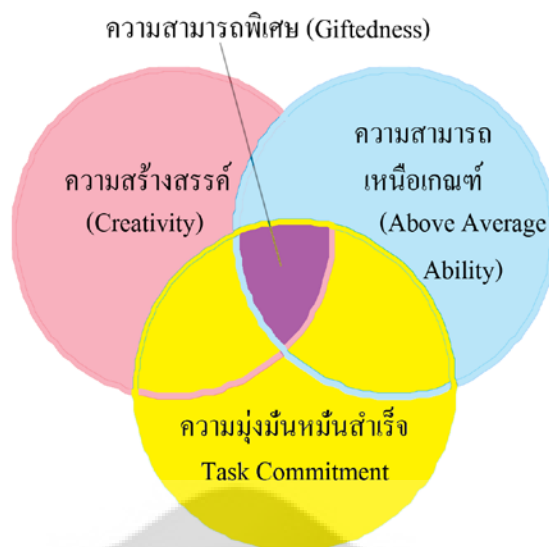 ความสามารถพิเศษ (Giftedness)
ความสร้างสรรค์
(Creativity)
ความสามารถ
เหนือเกณฑ์
(Above Average
Ability)
ความมุ่งมั่นหมั่นสำเร็จ
Task Commitment